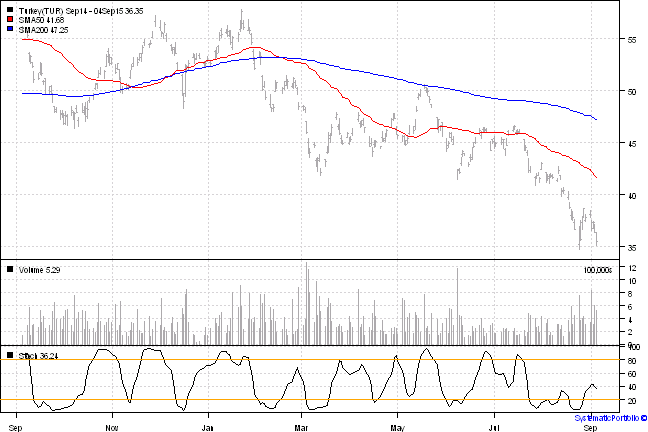 Turkey(TUR) Sep14 - 04Sep15 36.35
SMA50 41.68
SMA200 47.25
55
50
45
40
35
Volume 5.29
100,000s
12
10
8
6
4
2
0
Stoch 36.24
100
80
60
40
20
Sep Nov Jan Mar May Jul Sep
SystematicPortfolio ©